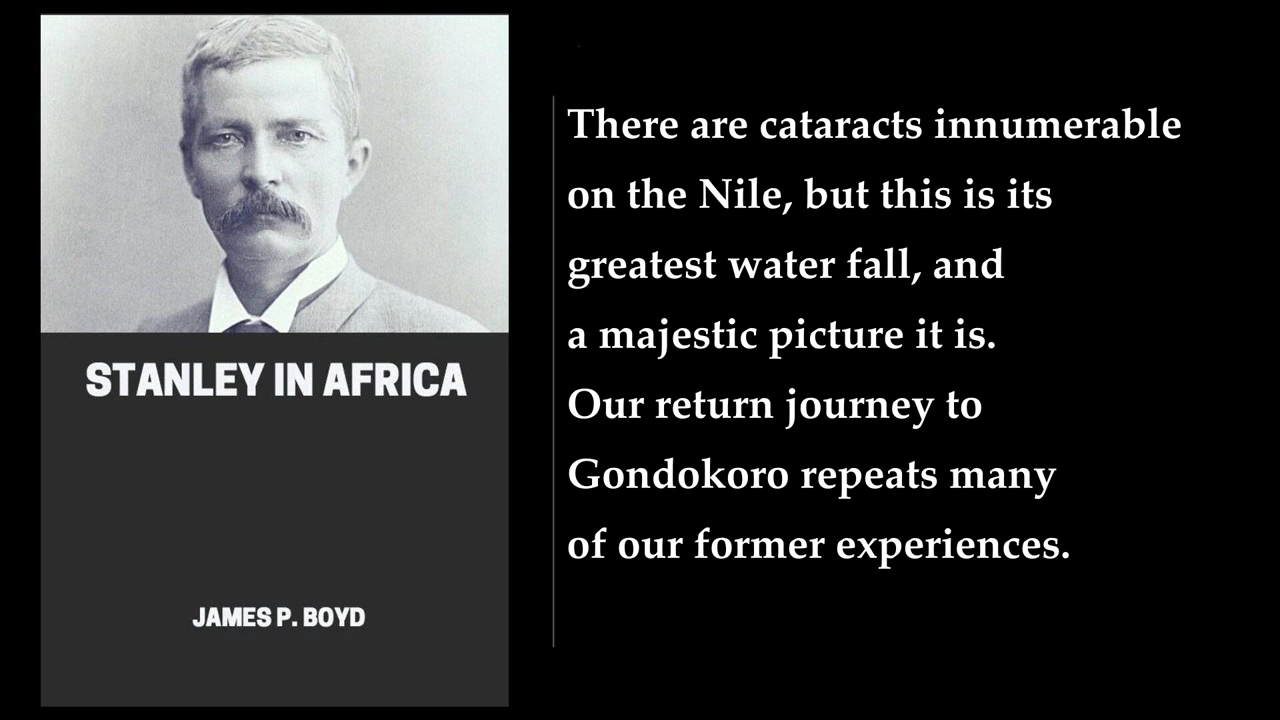 STANLEY IN AFRICA
JAMES P. BOYD
There are cataracts innumerable
on the Nile, but this is its
greatest water fall, and
a majestic picture it is.
Our return journey to
Gondokoro repeats many
of our former experiences.